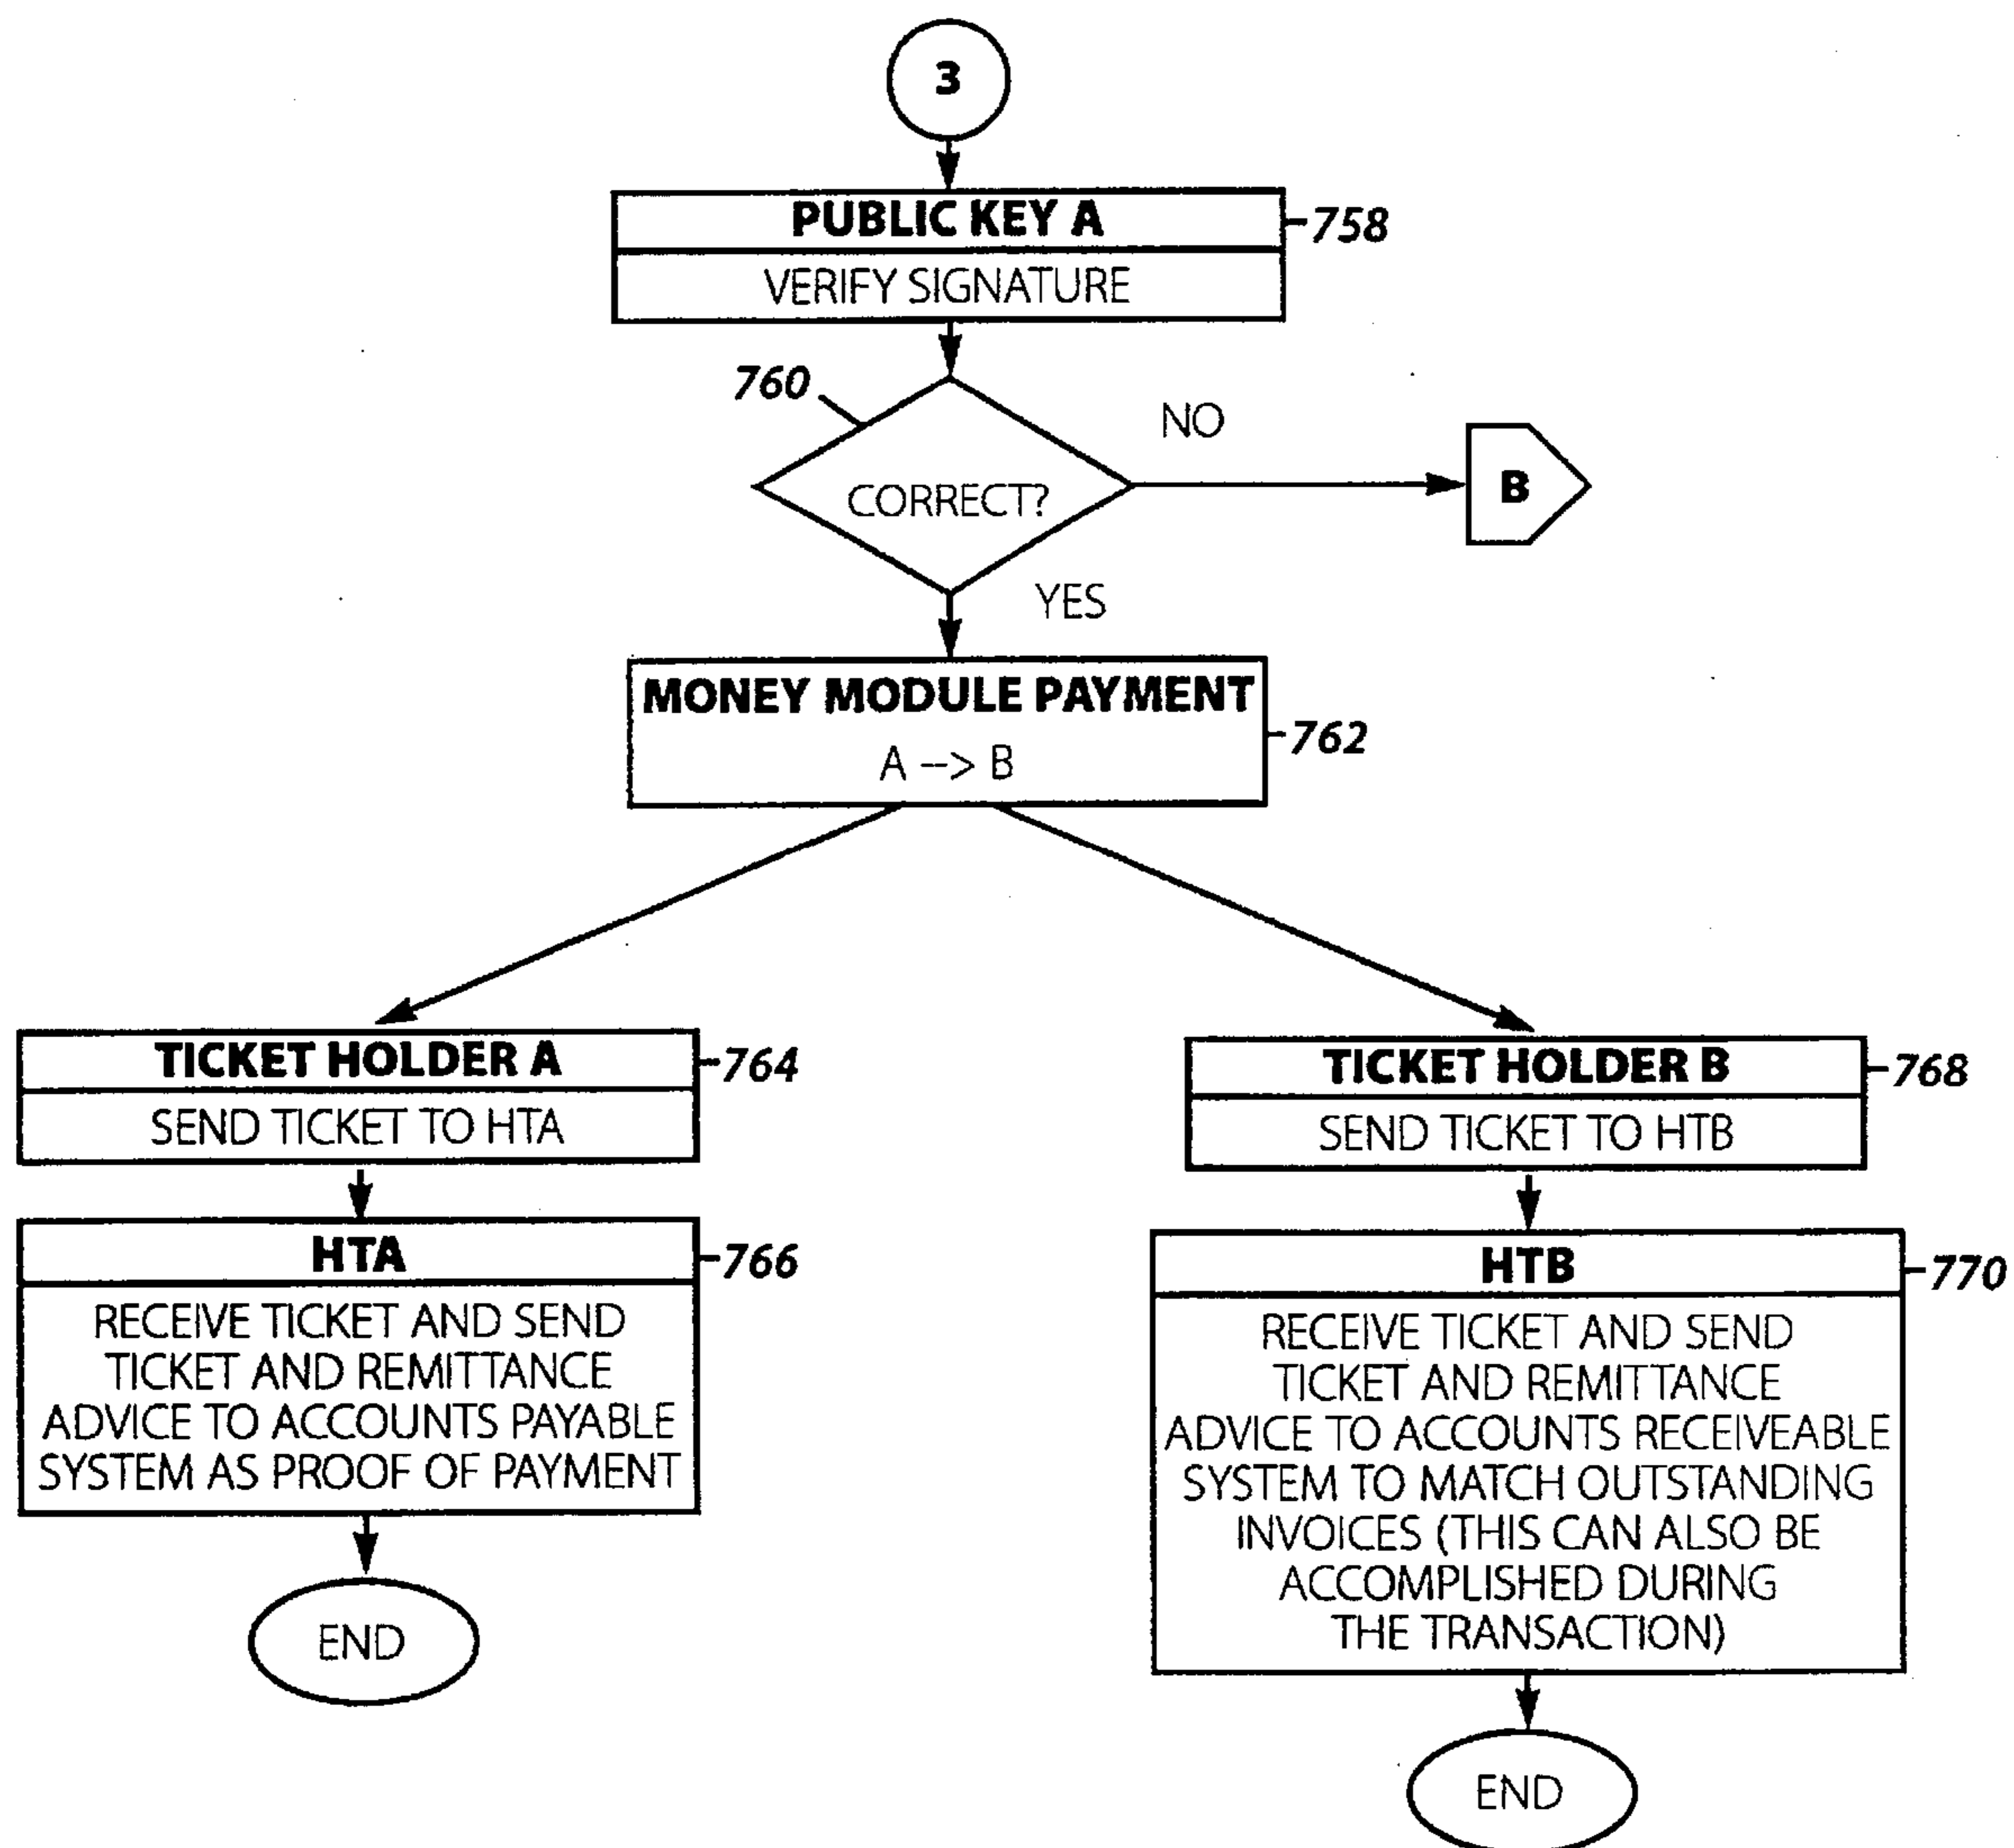 3
PUBLIC KEY A
758
VERIFY SIGNATURE
760
NO
CORRECT?
B
YES
MONEY MODULE PAYMENT
762
A --> B
TICKET HOLDER A
764
SEND TICKET TO HTA
HTA
766
RECEIVE TICKET AND SEND
TICKET AND REMITTANCE
ADVICE TO ACCOUNTS PAYABLE
SYSTEM AS PROOF OF PAYMENT
END
TICKET HOLDER B
768
SEND TICKET TO HTB
HTB
770
RECEIVE TICKET AND SEND
TICKET AND REMITTANCE
ADVICE TO ACCOUNTS RECEIVEABLE
SYSTEM TO MATCH OUTSTANDING
INVOICES (THIS CAN ALSO BE
ACCOMPLISHED DURING
THE TRANSACTION)
END